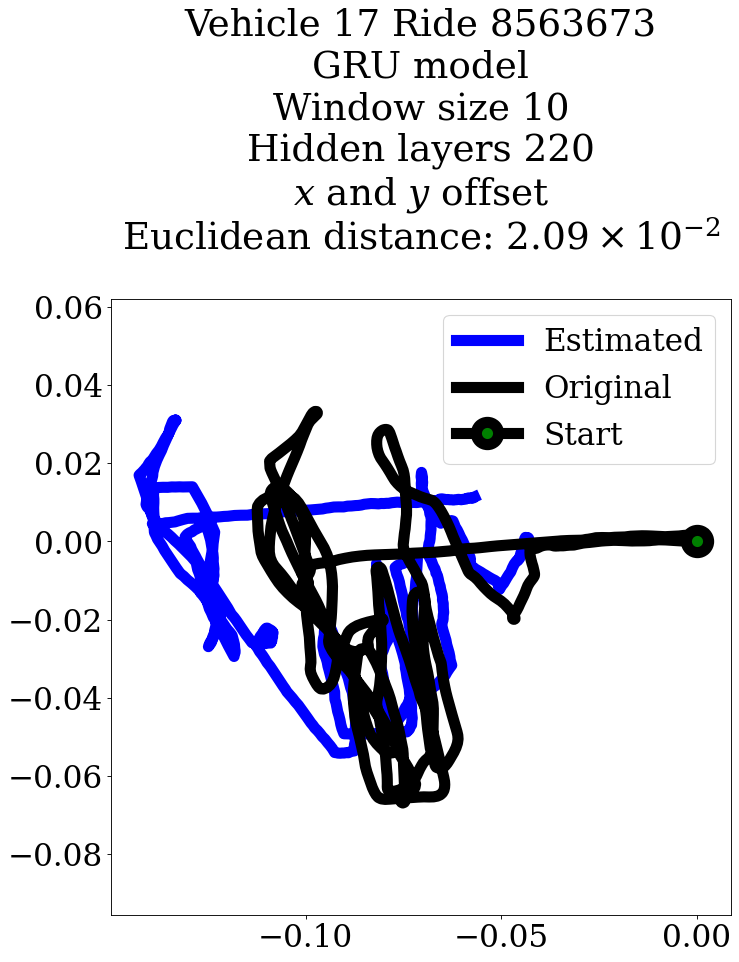 Vehicle 17 Ride 8563673
GRU model
Window size 10
Hidden layers 220
x and y offset
Euclidean distance: 2.09 × 10⁻²
Estimated
Original
Start
0.06
0.04
0.02
0.00
−0.02
−0.04
−0.06
−0.08
−0.10 −0.05 0.00